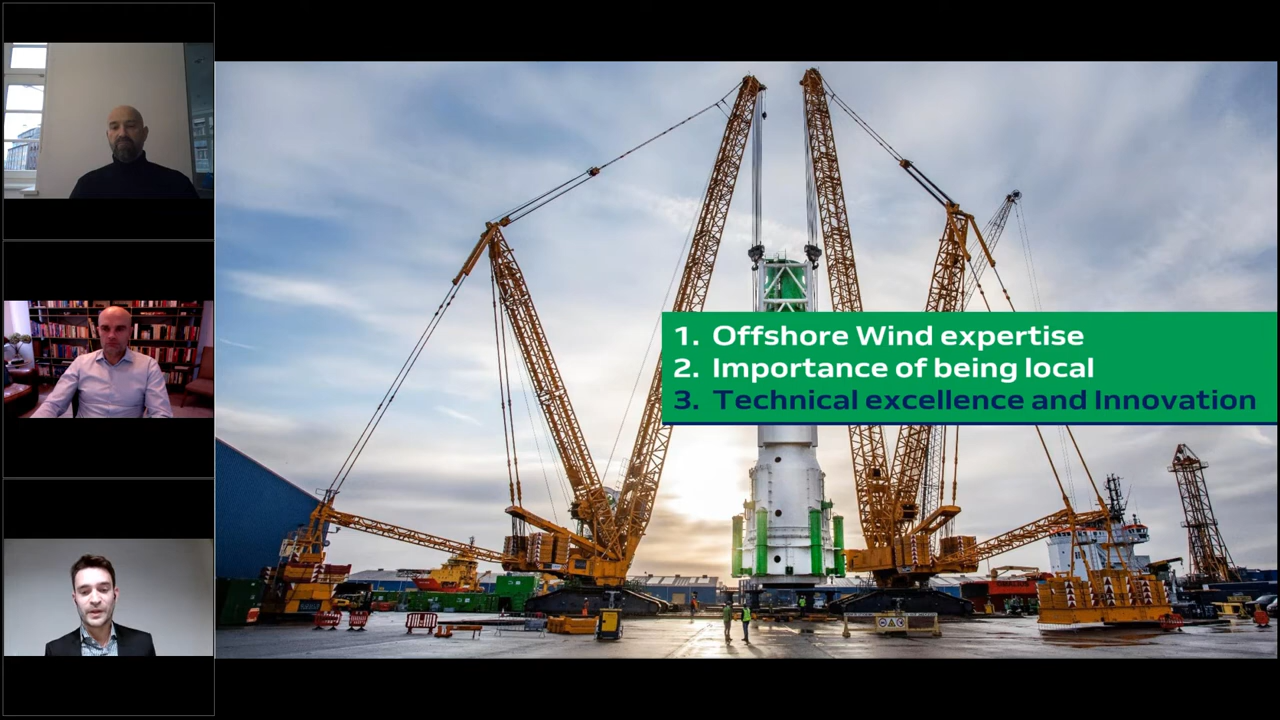 1. Offshore Wind expertise
2. Importance of being local
3. Technical excellence and Innovation